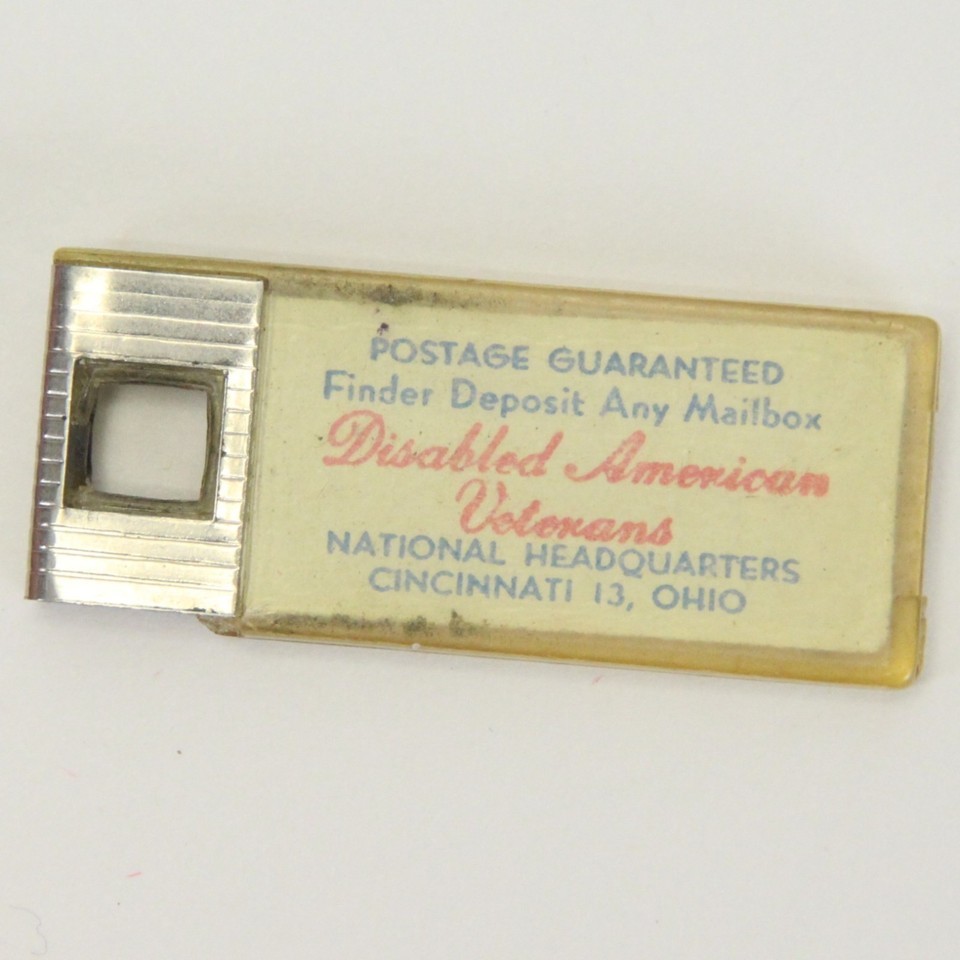 POSTAGE GUARANTEED
Finder Deposit Any Mailbox
Disabled American
Veterans
NATIONAL HEADQUARTERS
CINCINNATI 13, OHIO